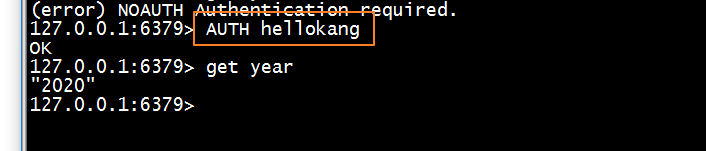 (error) NOAUTH Authentication required.
127.0.0.1:6379> AUTH hellokang
OK
127.0.0.1:6379> get year
"2020"
127.0.0.1:6379>